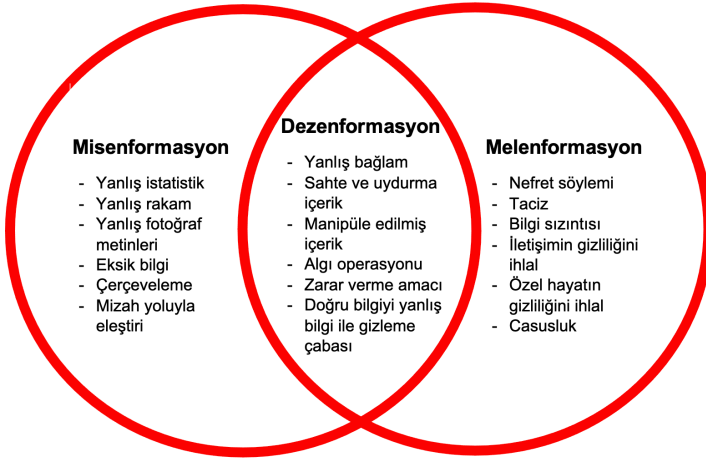 Misenformasyon
- Yanlış istatistik
- Yanlış rakam
- Yanlış fotoğraf
metinleri
- Eksik bilgi
- Çerçeveleme
- Mizah yoluyla
eleştiri
Dezenformasyon
- Yanlış bağlam
- Sahte ve uydurma
içerik
- Manipüle edilmiş
içerik
- Algı operasyonu
- Zarar verme amacı
- Doğru bilgiyi yanlış
bilgi ile gizleme
çabası
Melenformasyon
- Nefret söylemi
- Taciz
- Bilgi sızıntısı
- İletişimin gizliliğini
ihlal
- Özel hayatın
gizliliğini ihlal
- Casusluk